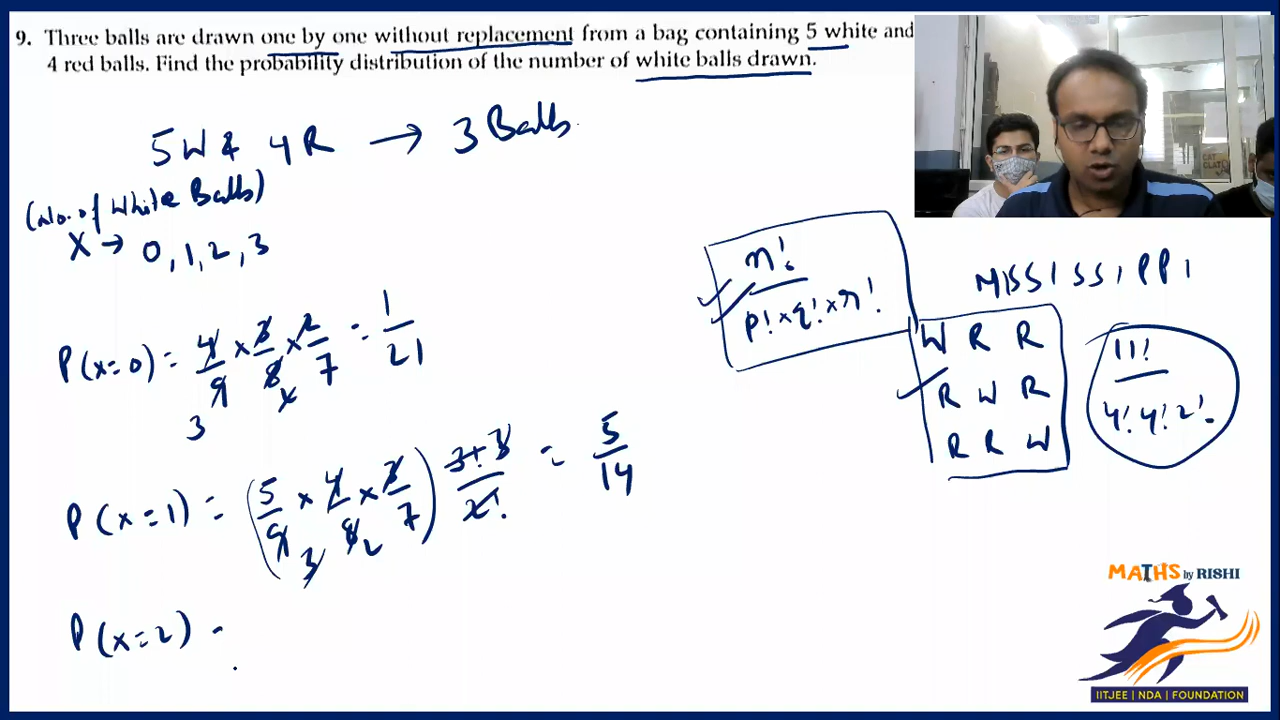 9. Three balls are drawn one by one without replacement from a bag containing 5 white and
4 red balls. Find the probability distribution of the number of white balls drawn.
5W & 4R → 3 Balls
(No. of White Balls)
X → 0, 1, 2, 3
n!
p! × q! × r!
MISSISSIPPI
W R R
R W R
R R W
11!
4! 4! 2!
P(x=0) = 4/9 × 3/8 × 2/7 = 1/21
3
P(x=1) = (5/9 × 4/8 × 3/7) 3!/2! = 5/14
3 2
P(x=2) =
MATHS by RISHI
IITJEE | NDA | FOUNDATION